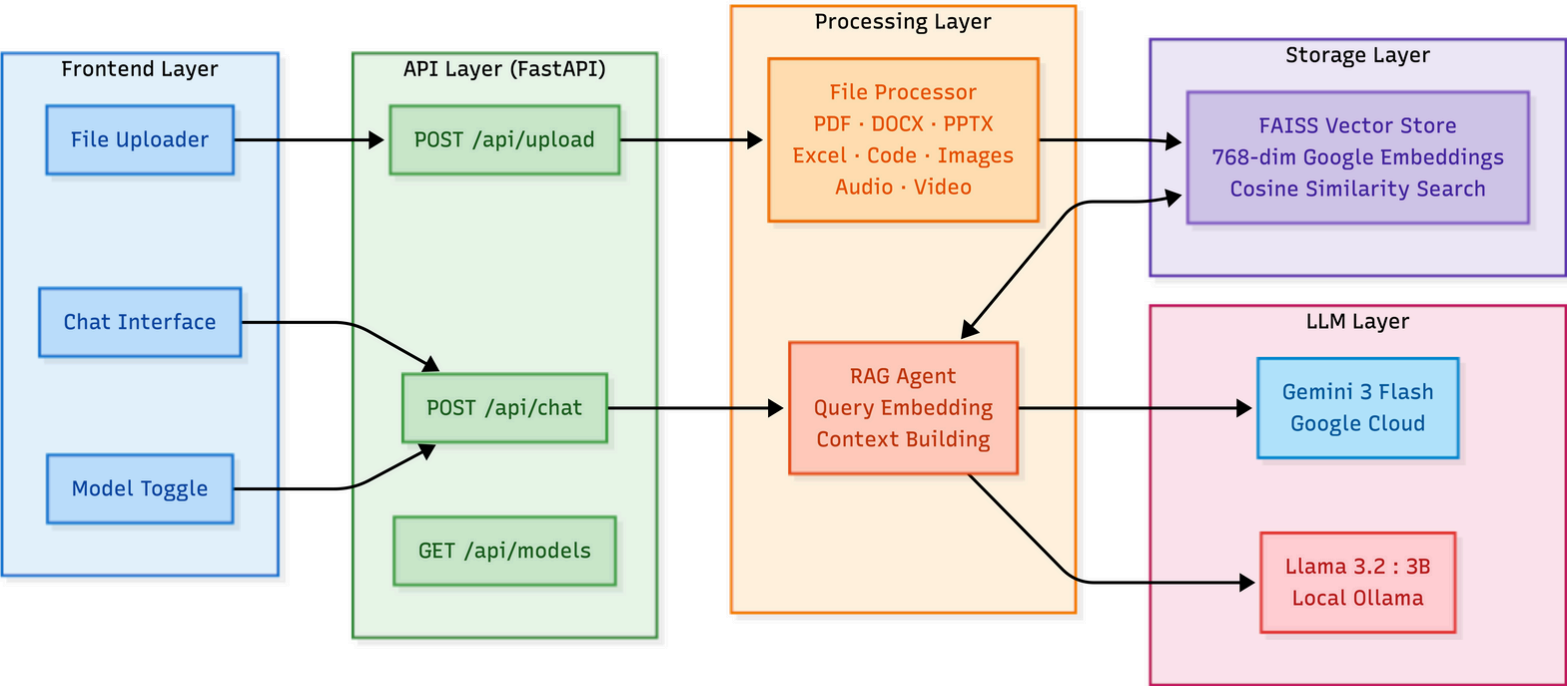 Frontend Layer
File Uploader
Chat Interface
Model Toggle
API Layer (FastAPI)
POST /api/upload
POST /api/chat
GET /api/models
Processing Layer
File Processor
PDF · DOCX · PPTX
Excel · Code · Images
Audio · Video
RAG Agent
Query Embedding
Context Building
Storage Layer
FAISS Vector Store
768-dim Google Embeddings
Cosine Similarity Search
LLM Layer
Gemini 3 Flash
Google Cloud
Llama 3.2 : 3B
Local Ollama